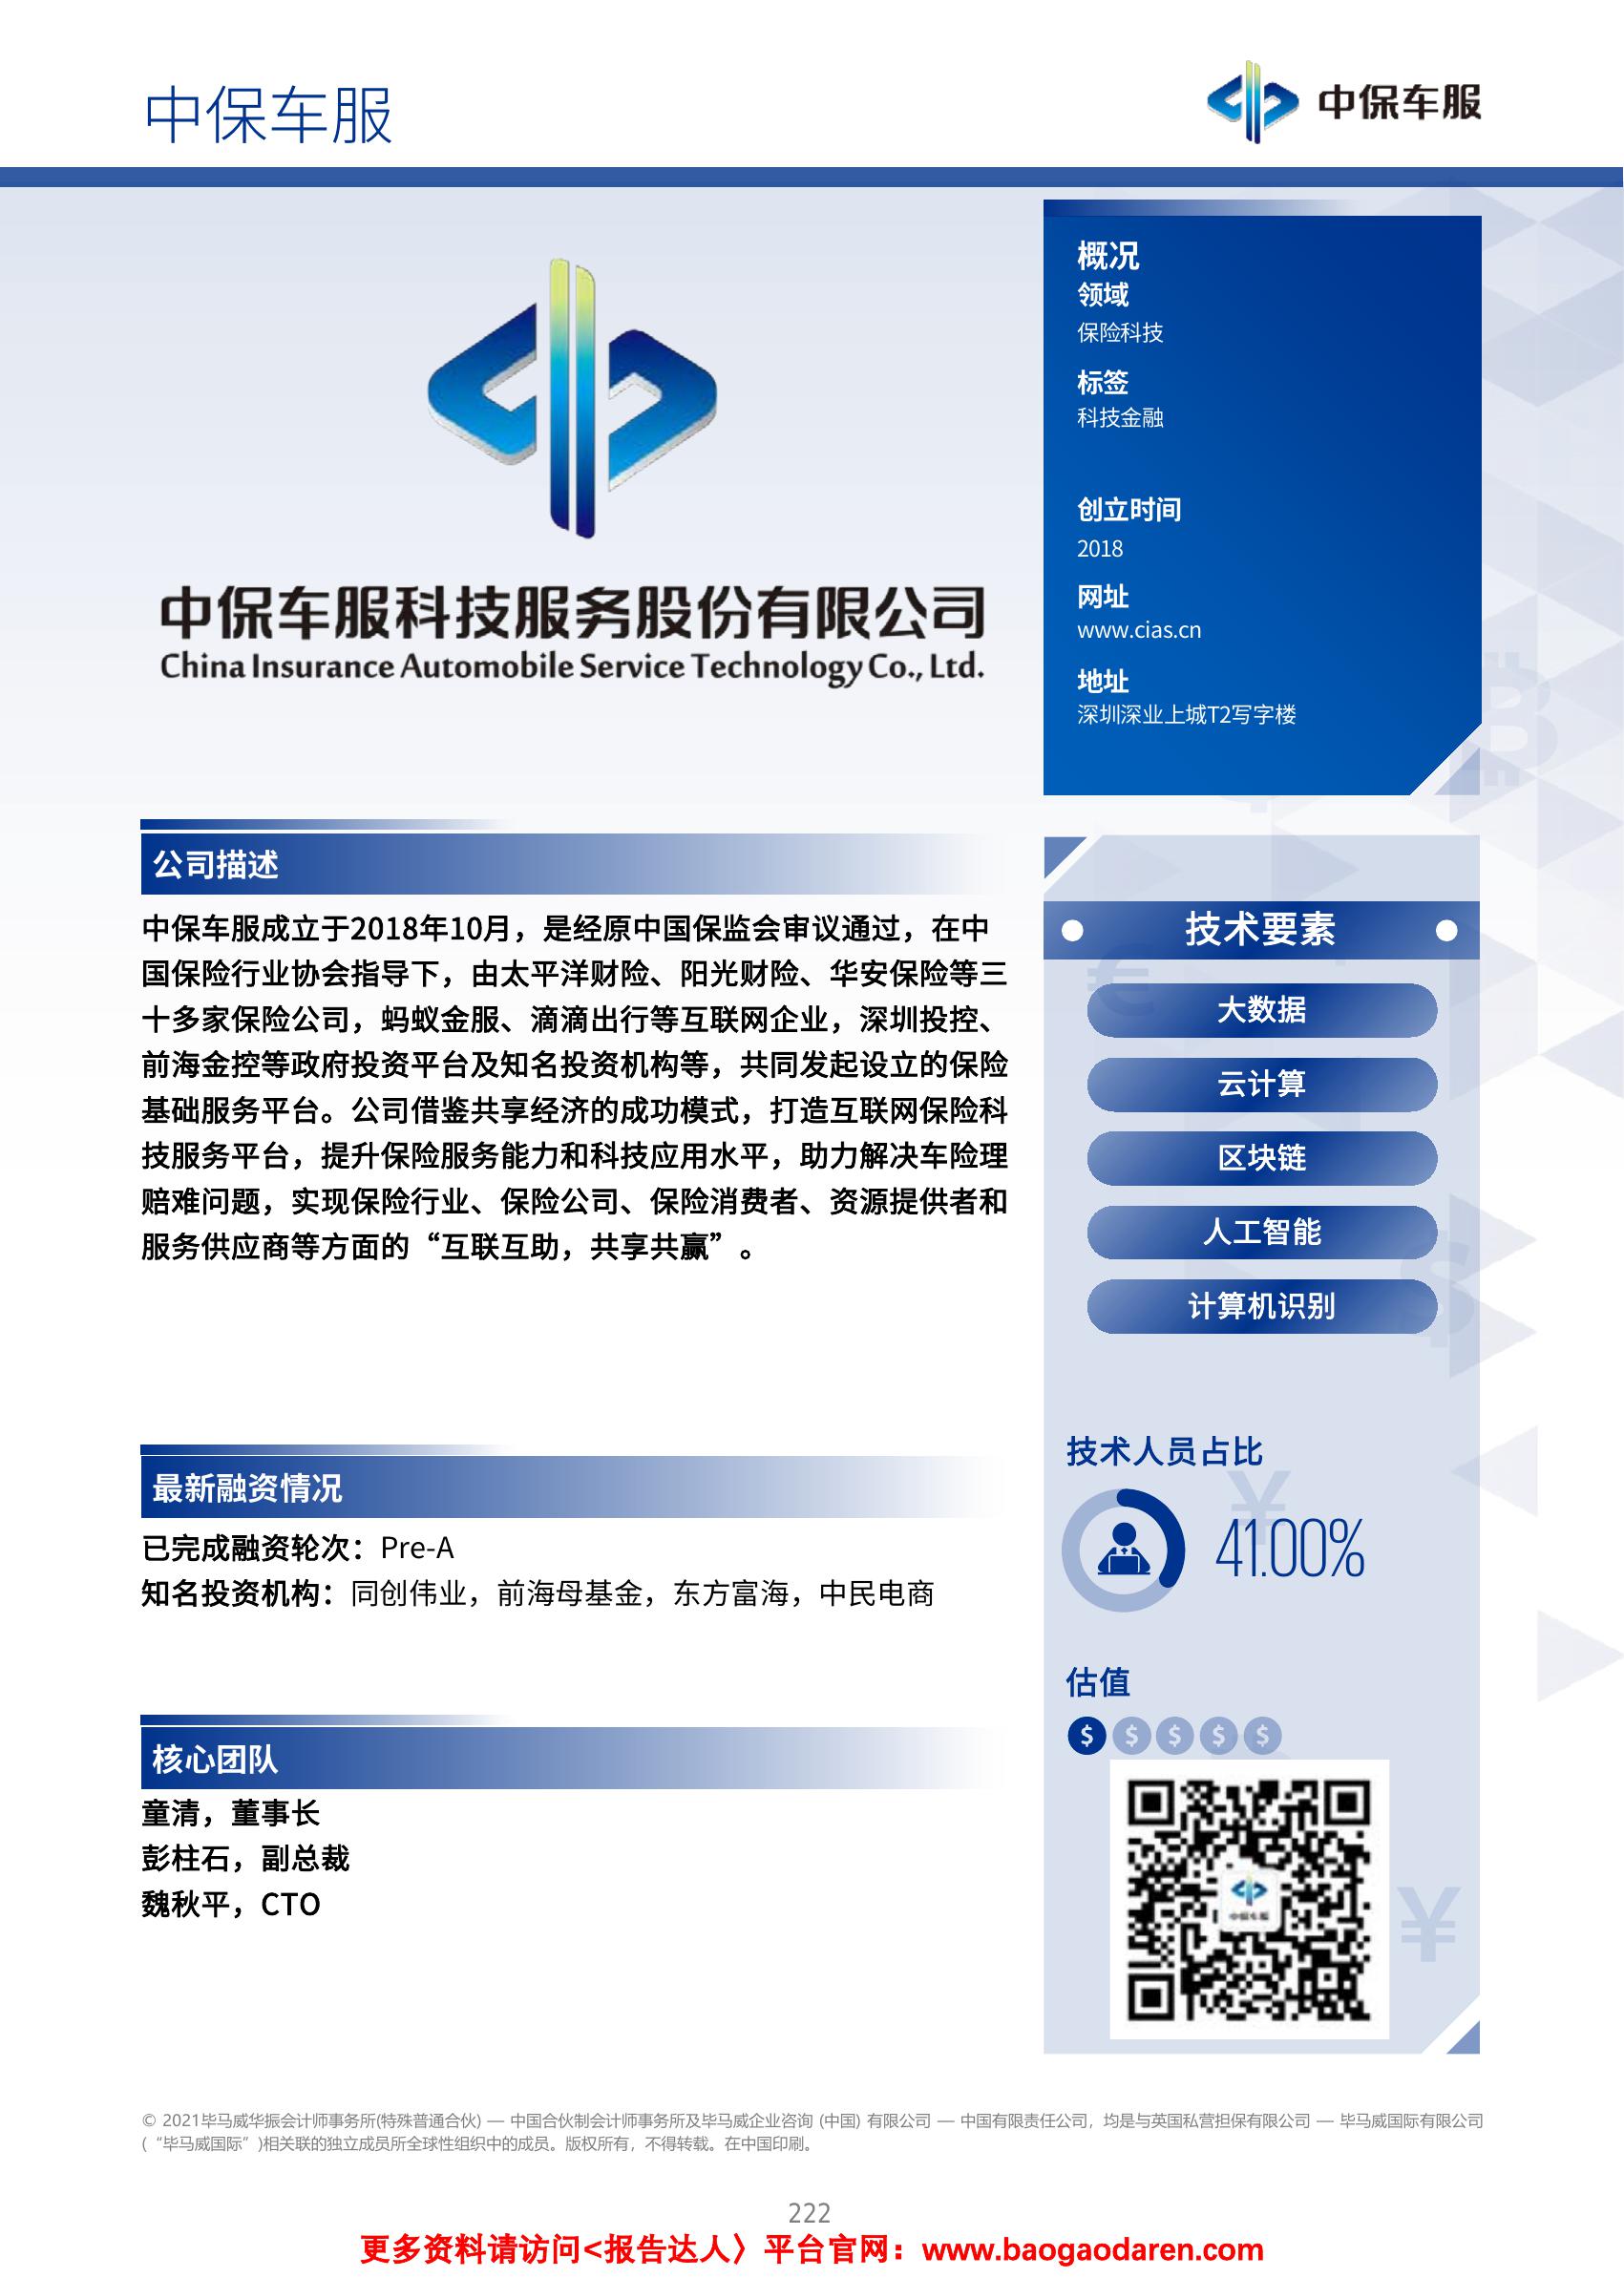 中保车服
中保车服
中保车服科技服务股份有限公司
China Insurance Automobile Service Technology Co., Ltd.
概况
领域
保险科技
标签
科技金融
创立时间
2018
网址
www.cias.cn
地址
深圳深业上城T2写字楼
公司描述
中保车服成立于2018年10月，是经原中国保监会审议通过，在中
国保险行业协会指导下，由太平洋财险、阳光财险、华安保险等三
十多家保险公司，蚂蚁金服、滴滴出行等互联网企业，深圳投控、
前海金控等政府投资平台及知名投资机构等，共同发起设立的保险
基础服务平台。公司借鉴共享经济的成功模式，打造互联网保险科
技服务平台，提升保险服务能力和科技应用水平，助力解决车险理
赔难问题，实现保险行业、保险公司、保险消费者、资源提供者和
服务供应商等方面的“互联互助，共享共赢”。
最新融资情况
已完成融资轮次：Pre-A
知名投资机构：同创伟业，前海母基金，东方富海，中民电商
核心团队
童清，董事长
彭柱石，副总裁
魏秋平，CTO
技术要素
大数据
云计算
区块链
人工智能
计算机识别
技术人员占比
41.00%
估值
$ $ $ $ $
中保车服
© 2021毕马威华振会计师事务所(特殊普通合伙) — 中国合伙制会计师事务所及毕马威企业咨询 (中国) 有限公司 — 中国有限责任公司，均是与英国私营担保有限公司 — 毕马威国际有限公司
(“毕马威国际”)相关联的独立成员所全球性组织中的成员。版权所有，不得转载。在中国印刷。
222
更多资料请访问<报告达人〉平台官网：www.baogaodaren.com